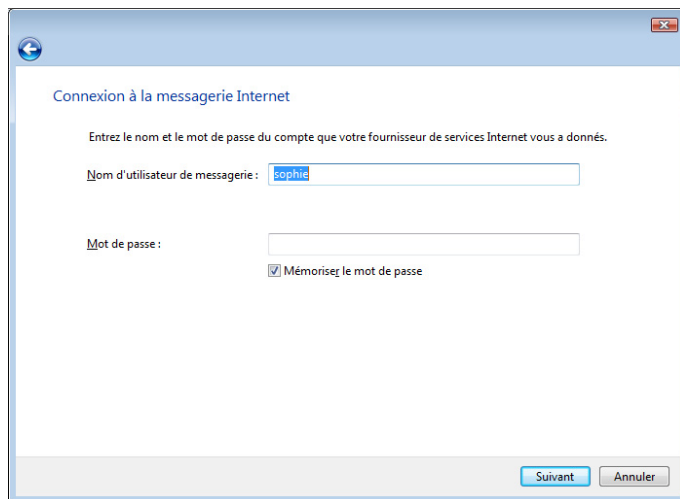 Connexion à la messagerie Internet
Entrez le nom et le mot de passe du compte que votre fournisseur de services Internet vous a donnés.
Nom d'utilisateur de messagerie : sophie
Mot de passe :
Mémoriser le mot de passe
Suivant Annuler